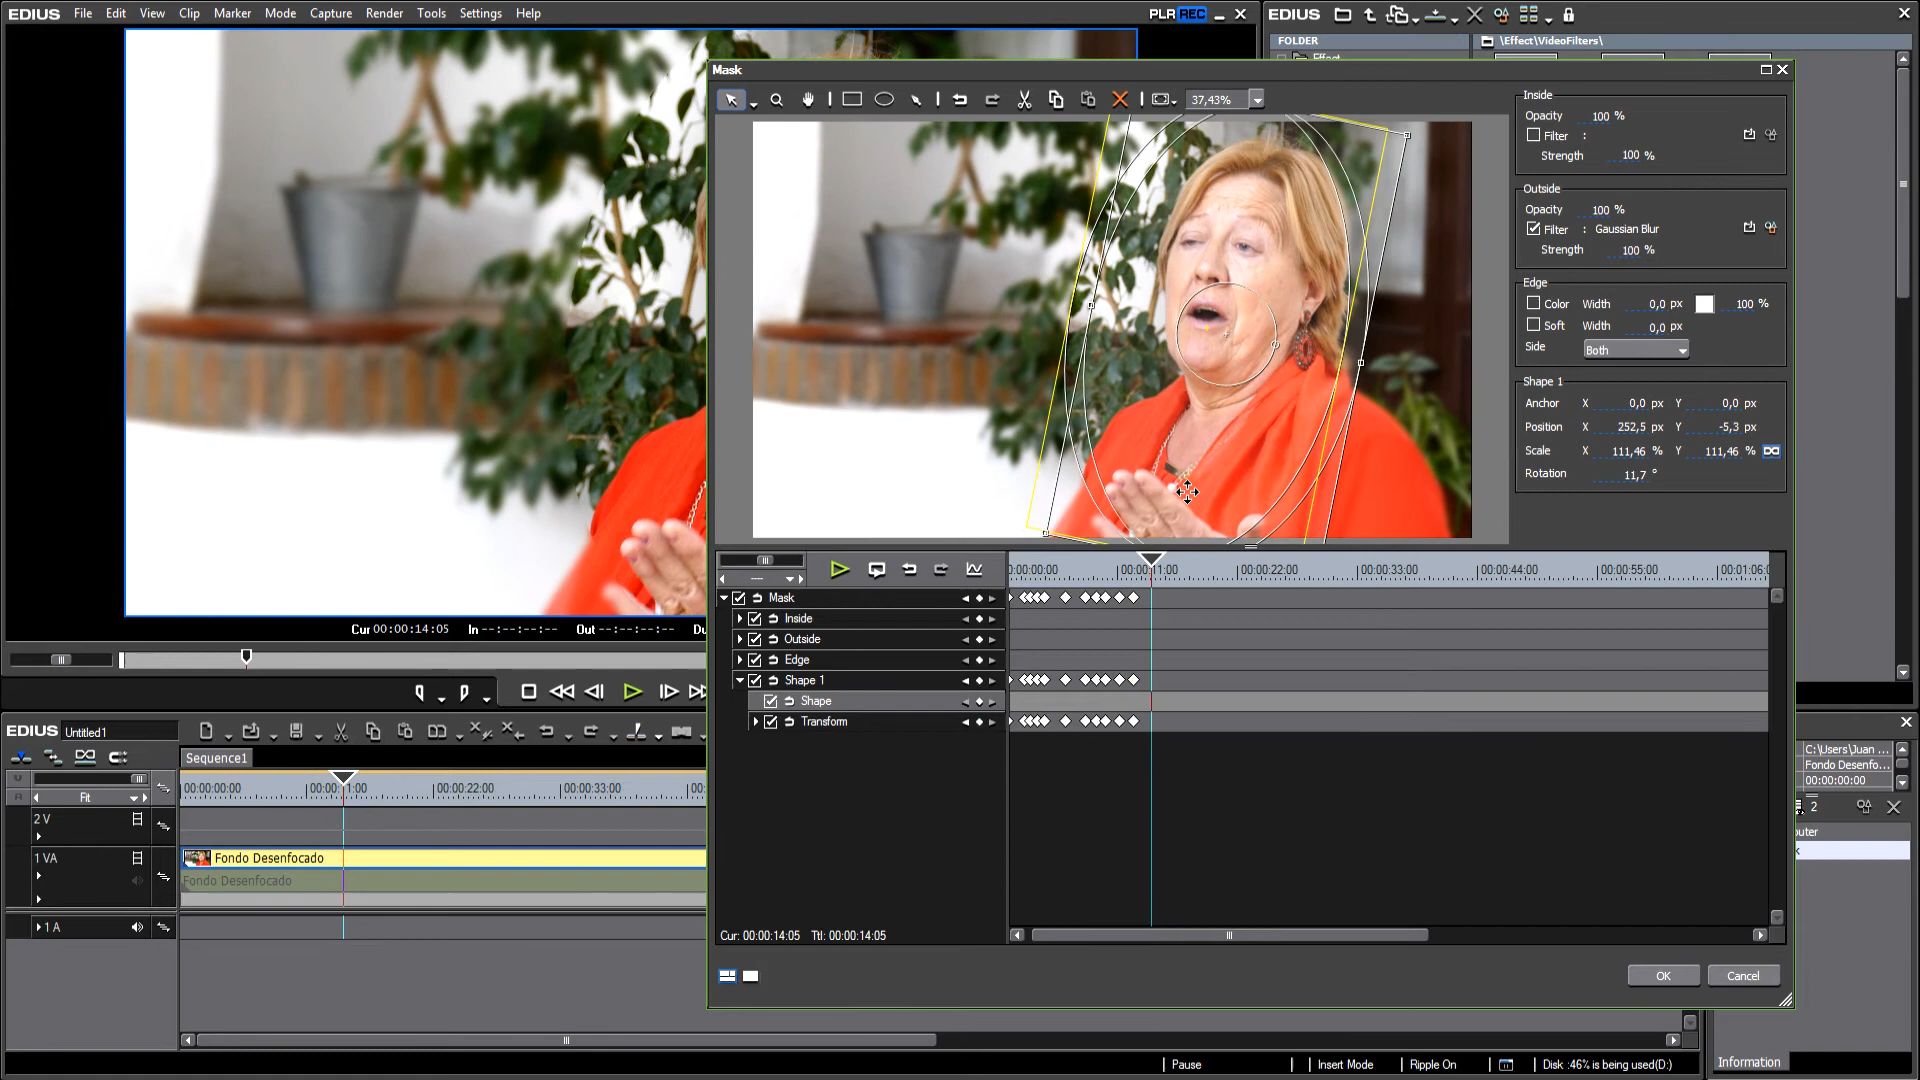 EDIUS File Edit View Clip Marker Mode Capture Render Tools Settings Help
PLR REC
EDIUS
FOLDER
\Effect\VideoFilters\
Effect
Mask
37,43%
Inside
Opacity 100 %
Filter :
Strength 100 %
Outside
Opacity 100 %
Filter : Gaussian Blur
Strength 100 %
Edge
Color Width 0,0 px 100 %
Soft Width 0,0 px
Side Both
Shape 1
Anchor X 0,0 px Y 0,0 px
Position X 252,5 px Y -5,3 px
Scale X 111,46 % Y 111,46 %
Rotation 11,7 °
Cur 00:00:14:05 In --:--:--:-- Out --:--:--:--
0:00:00:00 00:00:11:00 00:00:22:00 00:00:33:00 00:00:44:00 00:00:55:00 00:01:06:0
Mask
Inside
Outside
Edge
Shape 1
Shape
Transform
Cur: 00:00:14:05 Ttl: 00:00:14:05
OK Cancel
EDIUS Untitled1
Sequence1
Fit
00:00:00:00 00:00:22:00 00:00:33:00
2 V
1 VA
Fondo Desenfocado
Fondo Desenfocado
1 A
C:\Users\Juan ...
Fondo Desenfo...
00:00:00:00
2
Pause Insert Mode Ripple On Disk :46% is being used(D:)
Information